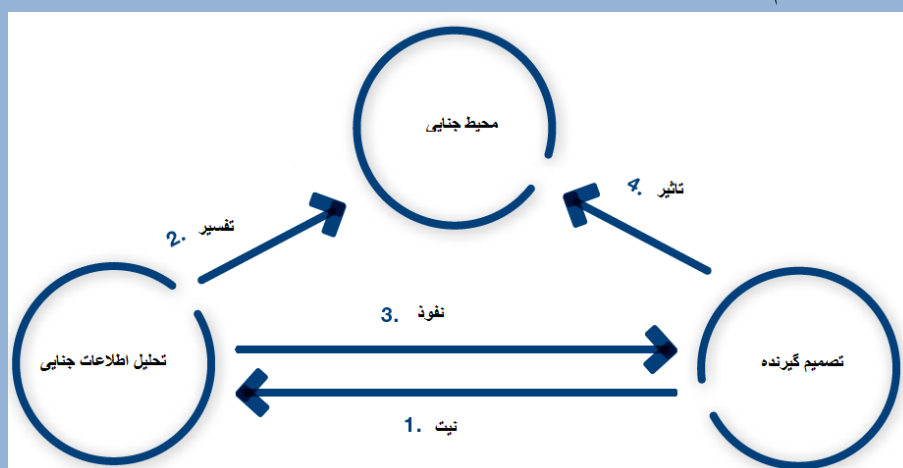 محیط جنایی
4. تاثیر
2. تفسیر
3. نفوذ
تحلیل اطلاعات جنایی
تصمیم گیرنده
1. نیت